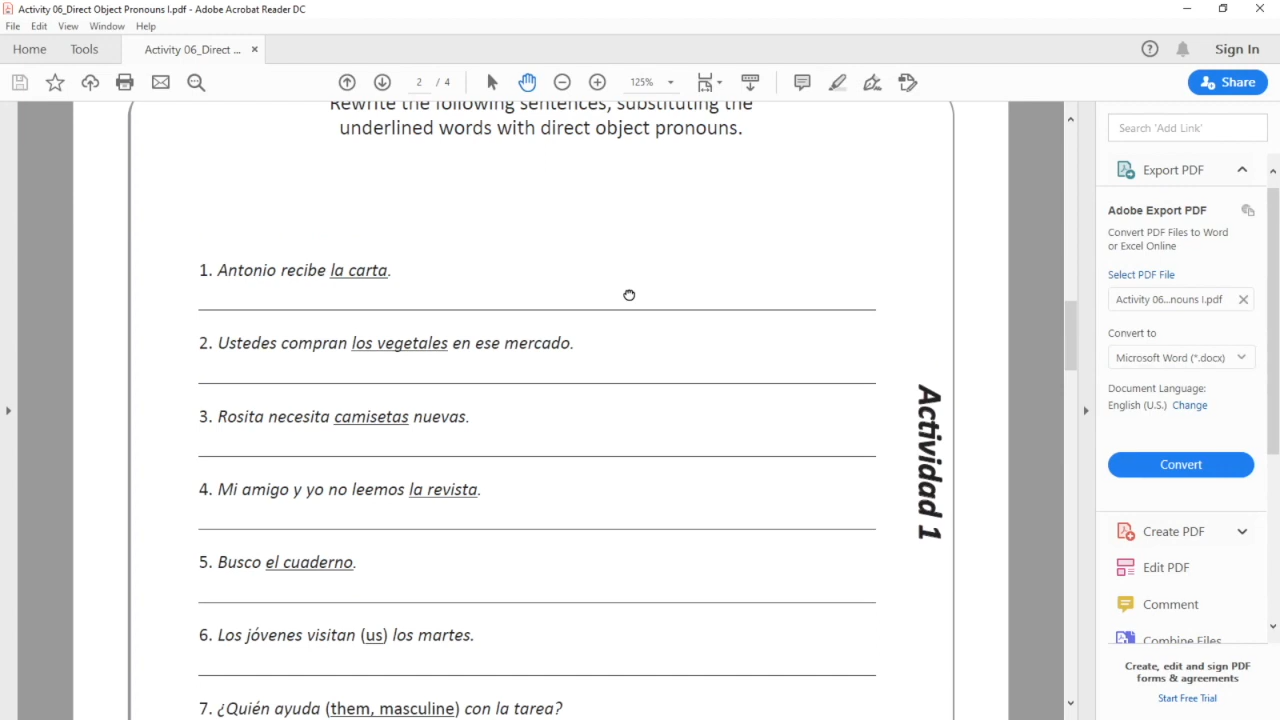 Activity 06_Direct Object Pronouns I.pdf - Adobe Acrobat Reader DC
File Edit View Window Help
Home Tools Activity 06_Direct ... × Sign In
2 / 4 125% Share
Rewrite the following sentences, substituting the
underlined words with direct object pronouns.
1. Antonio recibe la carta.
2. Ustedes compran los vegetales en ese mercado.
3. Rosita necesita camisetas nuevas.
4. Mi amigo y yo no leemos la revista.
5. Busco el cuaderno.
6. Los jóvenes visitan (us) los martes.
7. ¿Quién ayuda (them, masculine) con la tarea?
Actividad 1
Search 'Add Link'
Export PDF
Adobe Export PDF
Convert PDF Files to Word
or Excel Online
Select PDF File
Activity 06...nouns I.pdf
Convert to
Microsoft Word (*.docx)
Document Language:
English (U.S.) Change
Convert
Create PDF
Edit PDF
Comment
Combine Files
Create, edit and sign PDF
forms & agreements
Start Free Trial